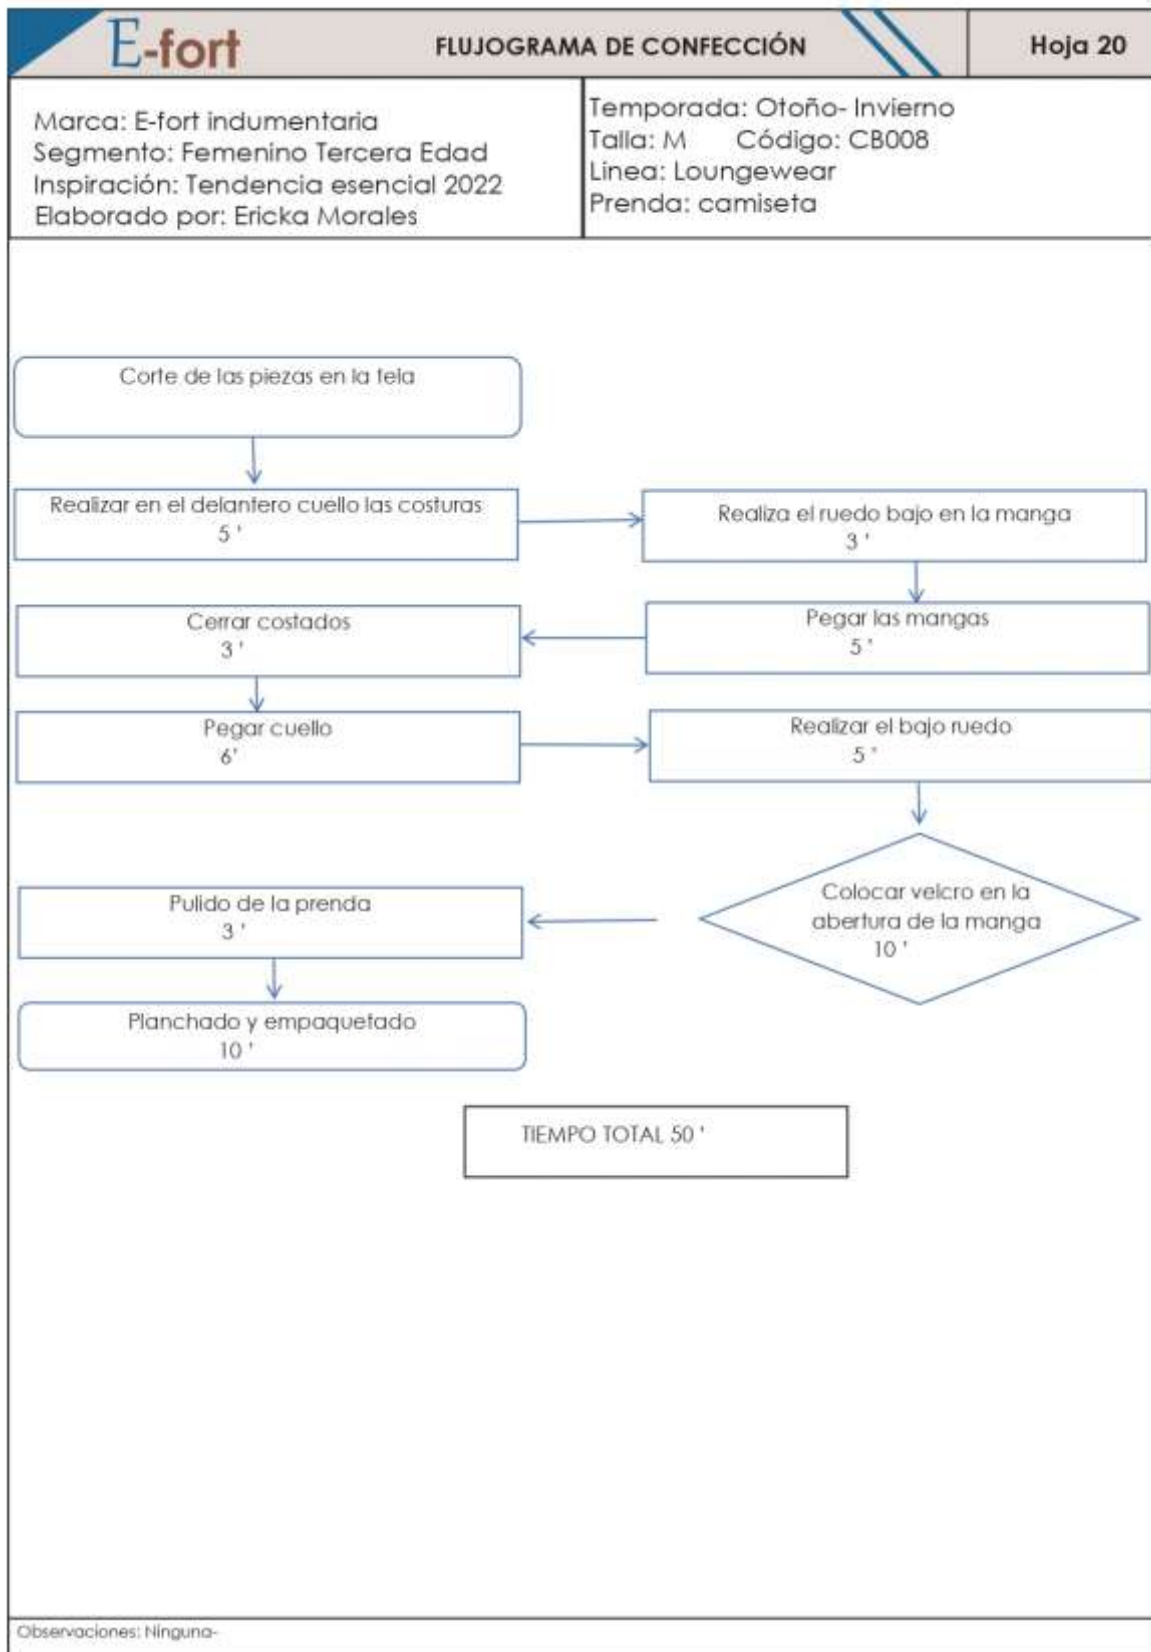 E-fort
FLUJOGRAMA DE CONFECCIÓN
Hoja 20
Marca: E-fort indumentaria
Segmento: Femenino Tercera Edad
Inspiración: Tendencia esencial 2022
Elaborado por: Ericka Morales
Temporada: Otoño- Invierno
Talla: M Código: CB008
Linea: Loungewear
Prenda: camiseta
Corte de las piezas en la tela
Realizar en el delantero cuello las costuras
5 '
Realiza el ruedo bajo en la manga
3 '
Pegar las mangas
5 '
Cerrar costados
3 '
Pegar cuello
6'
Realizar el bajo ruedo
5 '
Colocar velcro en la
abertura de la manga
10 '
Pulido de la prenda
3 '
Planchado y empaquetado
10 '
TIEMPO TOTAL 50 '
Observaciones: Ninguna-